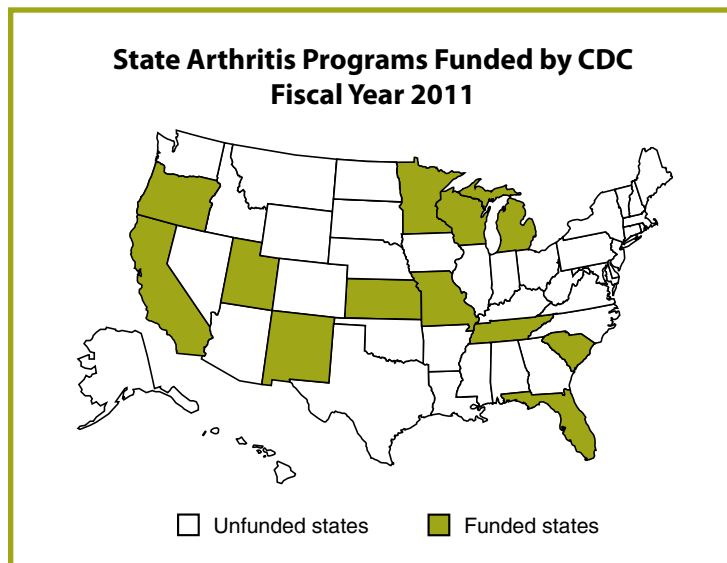 State Arthritis Programs Funded by CDC
Fiscal Year 2011
Unfunded states
Funded states